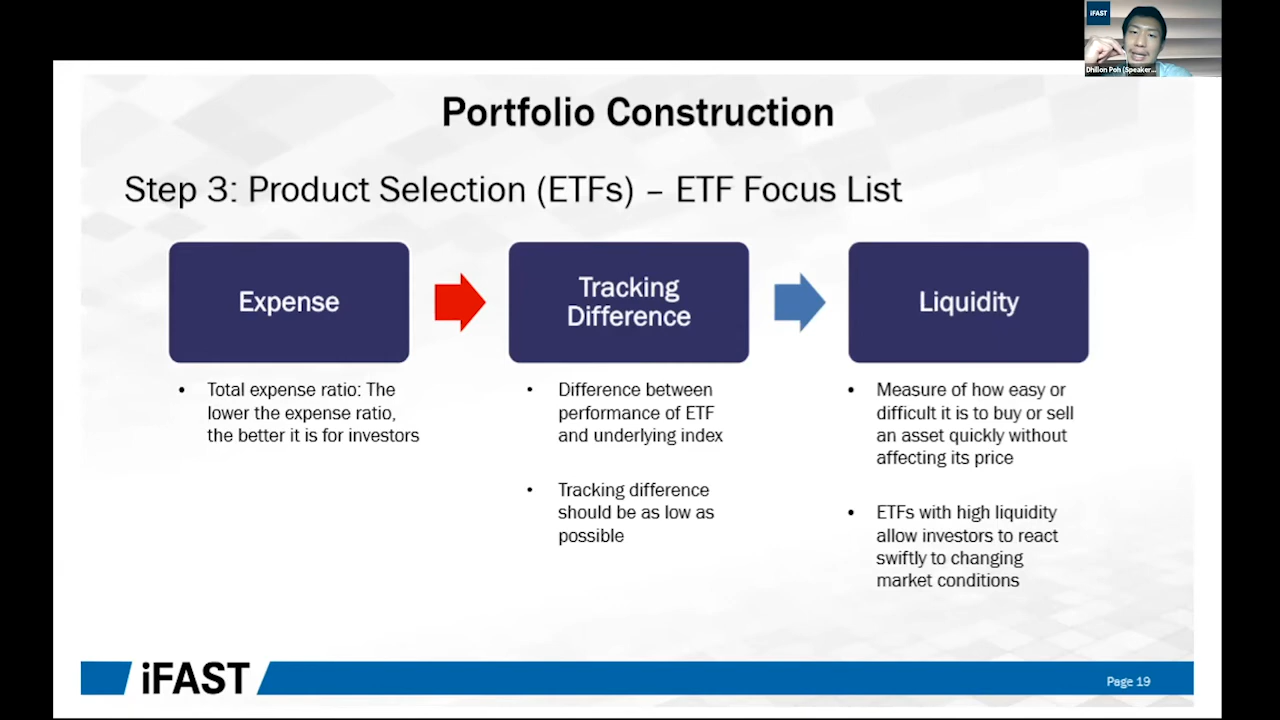 iFAST
Dhilon Poh (Speaker...
Portfolio Construction
Step 3: Product Selection (ETFs) – ETF Focus List
Expense
Tracking
Difference
Liquidity
• Total expense ratio: The
lower the expense ratio,
the better it is for investors
• Difference between
performance of ETF
and underlying index
• Tracking difference
should be as low as
possible
• Measure of how easy or
difficult it is to buy or sell
an asset quickly without
affecting its price
• ETFs with high liquidity
allow investors to react
swiftly to changing
market conditions
iFAST
Page 19